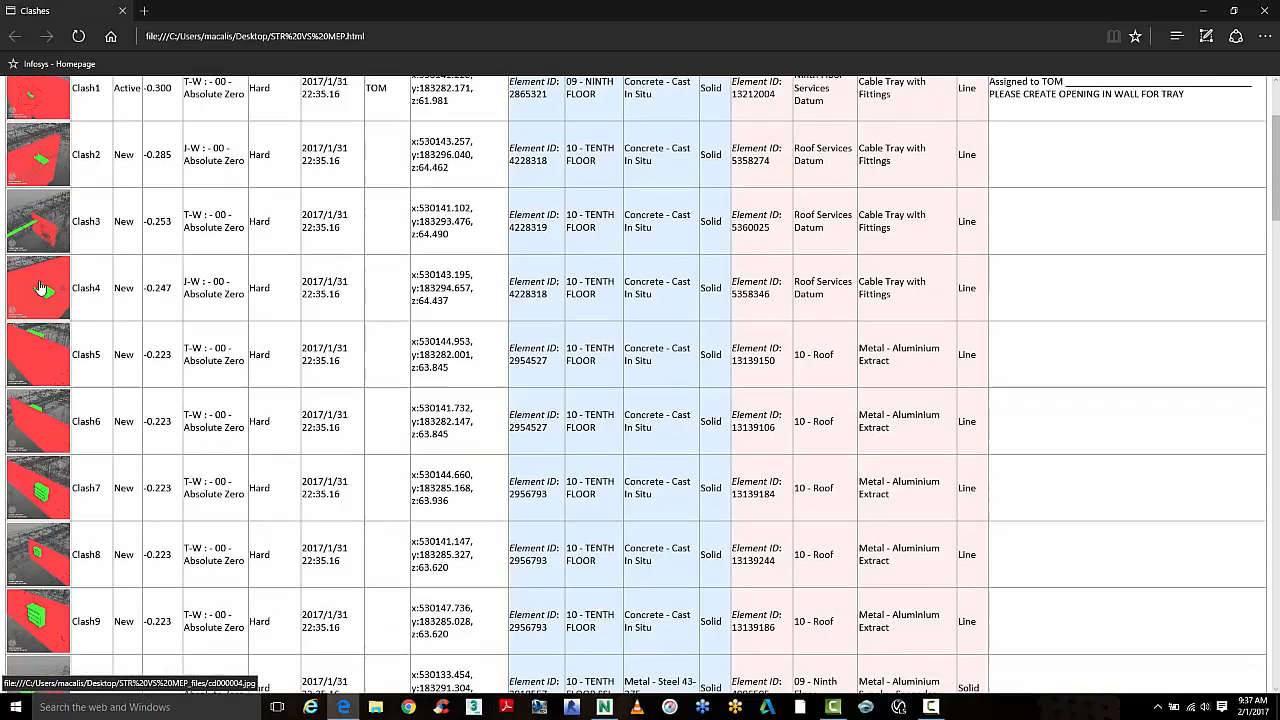 Clashes
file:///C:/users/macalis/Desktop/STR%20VS%20MEP.html
Infosys - Homepage
Clash1 Active -0.300 T-W : - 00 - Absolute Zero Hard 2017/1/31 22:35.16 TOM y:183282.171, z:61.981 Element ID: 2865321 09 - NINTH FLOOR Concrete - Cast In Situ Solid Element ID: 13212004 Services Datum Cable Tray with Fittings Line Assigned to TOM
PLEASE CREATE OPENING IN WALL FOR TRAY
Clash2 New -0.285 J-W : - 00 - Absolute Zero Hard 2017/1/31 22:35.16 x:530143.257, y:183296.040, z:64.462 Element ID: 4228318 10 - TENTH FLOOR Concrete - Cast In Situ Solid Element ID: 5358274 Roof Services Datum Cable Tray with Fittings Line
Clash3 New -0.253 T-W : - 00 - Absolute Zero Hard 2017/1/31 22:35.16 x:530141.102, y:183293.476, z:64.490 Element ID: 4228319 10 - TENTH FLOOR Concrete - Cast In Situ Solid Element ID: 5360025 Roof Services Datum Cable Tray with Fittings Line
Clash4 New -0.247 J-W : - 00 - Absolute Zero Hard 2017/1/31 22:35.16 x:530143.195, y:183294.657, z:64.437 Element ID: 4228318 10 - TENTH FLOOR Concrete - Cast In Situ Solid Element ID: 5358346 Roof Services Datum Cable Tray with Fittings Line
Clash5 New -0.223 T-W : - 00 - Absolute Zero Hard 2017/1/31 22:35.16 x:530144.953, y:183282.001, z:63.845 Element ID: 2954527 10 - TENTH FLOOR Concrete - Cast In Situ Solid Element ID: 13139150 10 - Roof Metal - Aluminium Extract Line
Clash6 New -0.223 T-W : - 00 - Absolute Zero Hard 2017/1/31 22:35.16 x:530141.732, y:183282.147, z:63.845 Element ID: 2954527 10 - TENTH FLOOR Concrete - Cast In Situ Solid Element ID: 13139106 10 - Roof Metal - Aluminium Extract Line
Clash7 New -0.223 T-W : - 00 - Absolute Zero Hard 2017/1/31 22:35.16 x:530144.660, y:183285.168, z:63.936 Element ID: 2956793 10 - TENTH FLOOR Concrete - Cast In Situ Solid Element ID: 13139184 10 - Roof Metal - Aluminium Extract Line
Clash8 New -0.223 T-W : - 00 - Absolute Zero Hard 2017/1/31 22:35.16 x:530141.147, y:183285.327, z:63.620 Element ID: 2956793 10 - TENTH FLOOR Concrete - Cast In Situ Solid Element ID: 13139244 10 - Roof Metal - Aluminium Extract Line
Clash9 New -0.223 T-W : - 00 - Absolute Zero Hard 2017/1/31 22:35.16 x:530147.736, y:183285.028, z:63.620 Element ID: 2956793 10 - TENTH FLOOR Concrete - Cast In Situ Solid Element ID: 13139186 10 - Roof Metal - Aluminium Extract Line
x:530133.454, y:183291.304, Element ID: 10 - TENTH Metal - Steel 43- Solid Element ID: 09 - Ninth Metal - Aluminium Solid
file:///C:/users/macalis/Desktop/STR%20VS%20MEP_files/cd000004.jpg
Search the web and Windows
9:37 AM
2/1/2017